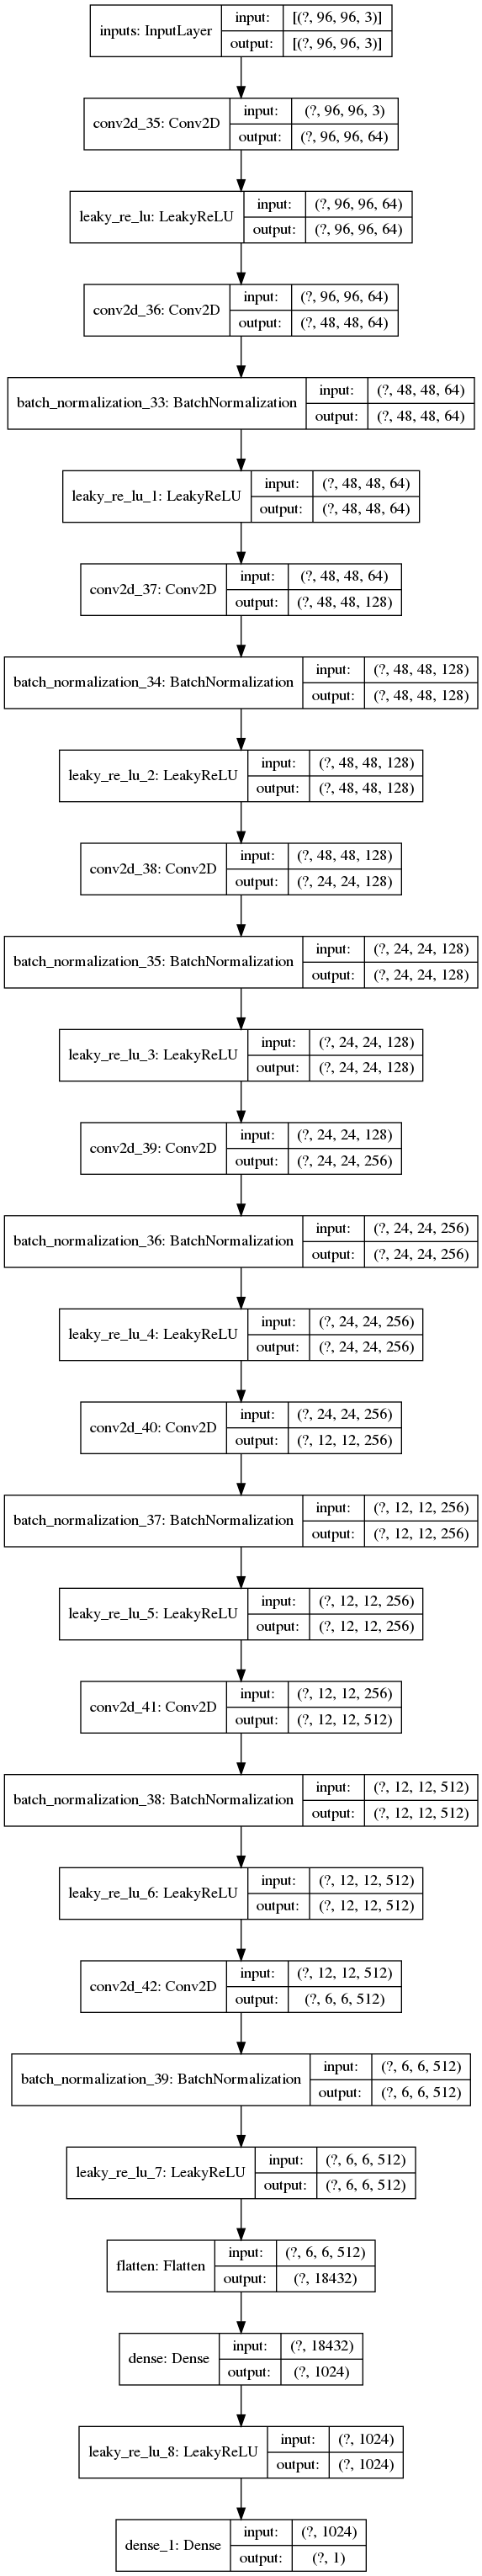 inputs: InputLayer
input: [(?, 96, 96, 3)]
output: [(?, 96, 96, 3)]
conv2d_35: Conv2D
input: (?, 96, 96, 3)
output: (?, 96, 96, 64)
leaky_re_lu: LeakyReLU
input: (?, 96, 96, 64)
output: (?, 96, 96, 64)
conv2d_36: Conv2D
input: (?, 96, 96, 64)
output: (?, 48, 48, 64)
batch_normalization_33: BatchNormalization
input: (?, 48, 48, 64)
output: (?, 48, 48, 64)
leaky_re_lu_1: LeakyReLU
input: (?, 48, 48, 64)
output: (?, 48, 48, 64)
conv2d_37: Conv2D
input: (?, 48, 48, 64)
output: (?, 48, 48, 128)
batch_normalization_34: BatchNormalization
input: (?, 48, 48, 128)
output: (?, 48, 48, 128)
leaky_re_lu_2: LeakyReLU
input: (?, 48, 48, 128)
output: (?, 48, 48, 128)
conv2d_38: Conv2D
input: (?, 48, 48, 128)
output: (?, 24, 24, 128)
batch_normalization_35: BatchNormalization
input: (?, 24, 24, 128)
output: (?, 24, 24, 128)
leaky_re_lu_3: LeakyReLU
input: (?, 24, 24, 128)
output: (?, 24, 24, 128)
conv2d_39: Conv2D
input: (?, 24, 24, 128)
output: (?, 24, 24, 256)
batch_normalization_36: BatchNormalization
input: (?, 24, 24, 256)
output: (?, 24, 24, 256)
leaky_re_lu_4: LeakyReLU
input: (?, 24, 24, 256)
output: (?, 24, 24, 256)
conv2d_40: Conv2D
input: (?, 24, 24, 256)
output: (?, 12, 12, 256)
batch_normalization_37: BatchNormalization
input: (?, 12, 12, 256)
output: (?, 12, 12, 256)
leaky_re_lu_5: LeakyReLU
input: (?, 12, 12, 256)
output: (?, 12, 12, 256)
conv2d_41: Conv2D
input: (?, 12, 12, 256)
output: (?, 12, 12, 512)
batch_normalization_38: BatchNormalization
input: (?, 12, 12, 512)
output: (?, 12, 12, 512)
leaky_re_lu_6: LeakyReLU
input: (?, 12, 12, 512)
output: (?, 12, 12, 512)
conv2d_42: Conv2D
input: (?, 12, 12, 512)
output: (?, 6, 6, 512)
batch_normalization_39: BatchNormalization
input: (?, 6, 6, 512)
output: (?, 6, 6, 512)
leaky_re_lu_7: LeakyReLU
input: (?, 6, 6, 512)
output: (?, 6, 6, 512)
flatten: Flatten
input: (?, 6, 6, 512)
output: (?, 18432)
dense: Dense
input: (?, 18432)
output: (?, 1024)
leaky_re_lu_8: LeakyReLU
input: (?, 1024)
output: (?, 1024)
dense_1: Dense
input: (?, 1024)
output: (?, 1)